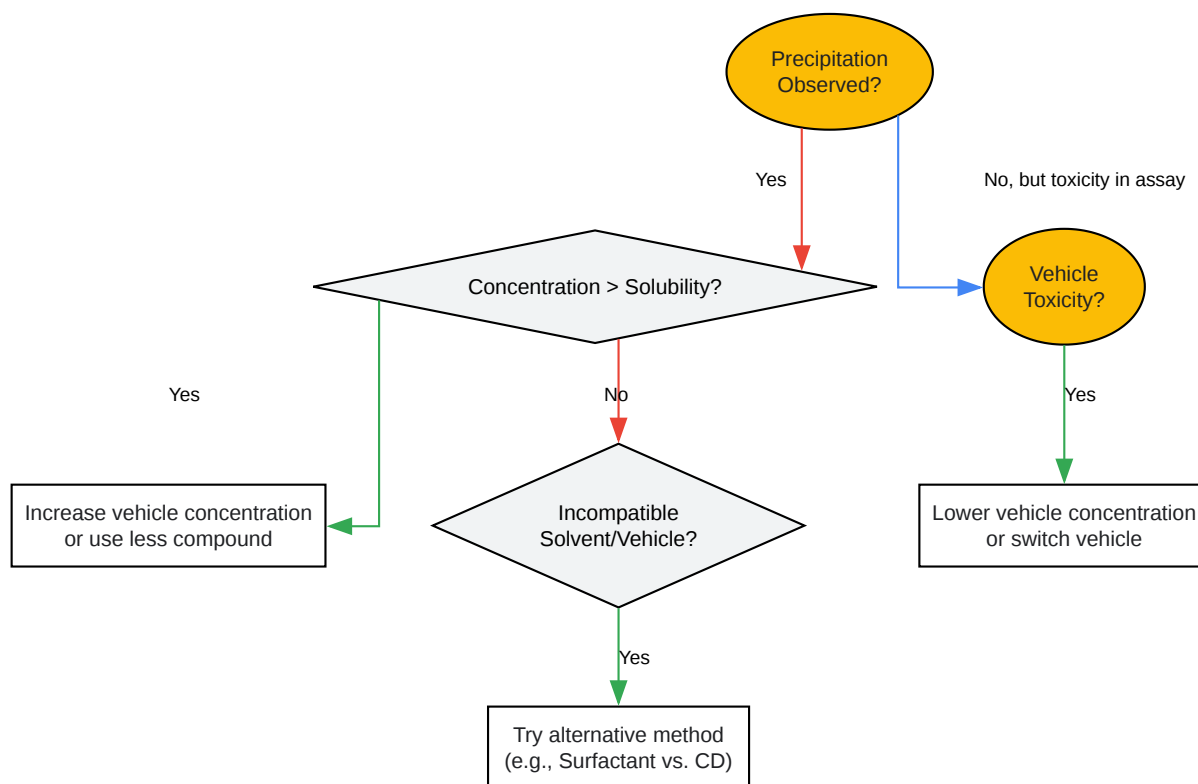 Precipitation
Observed?
Yes
No, but toxicity in assay
Concentration > Solubility?
Vehicle
Toxicity?
Yes
No
Yes
Increase vehicle concentration
or use less compound
Incompatible
Solvent/Vehicle?
Lower vehicle concentration
or switch vehicle
Yes
Try alternative method
(e.g., Surfactant vs. CD)